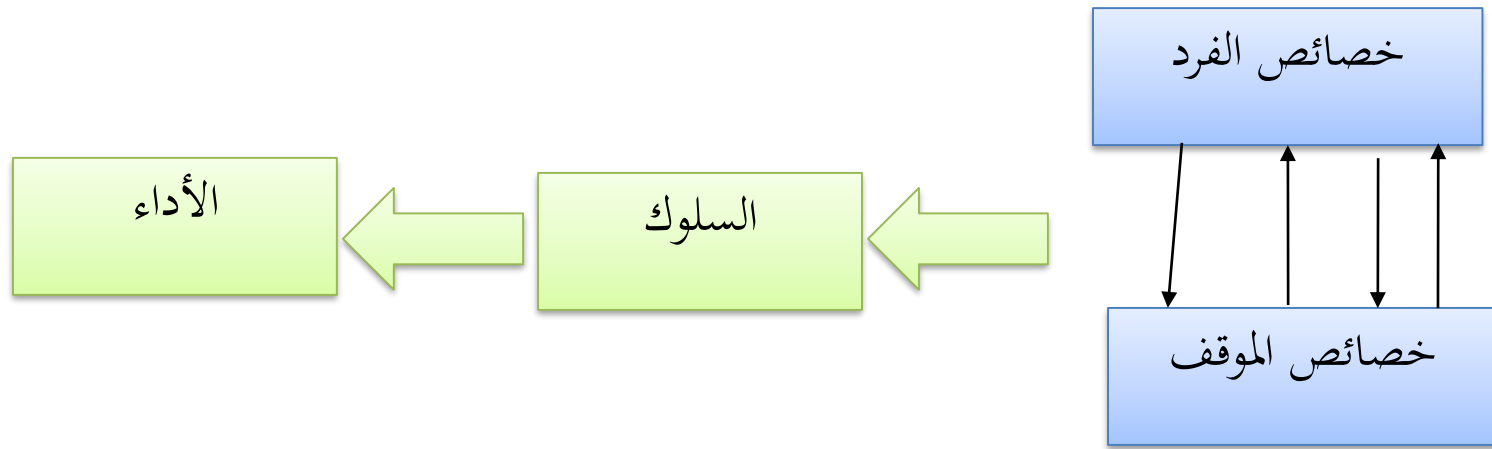 خصائص الفرد
خصائص الموقف
السلوك
الأداء